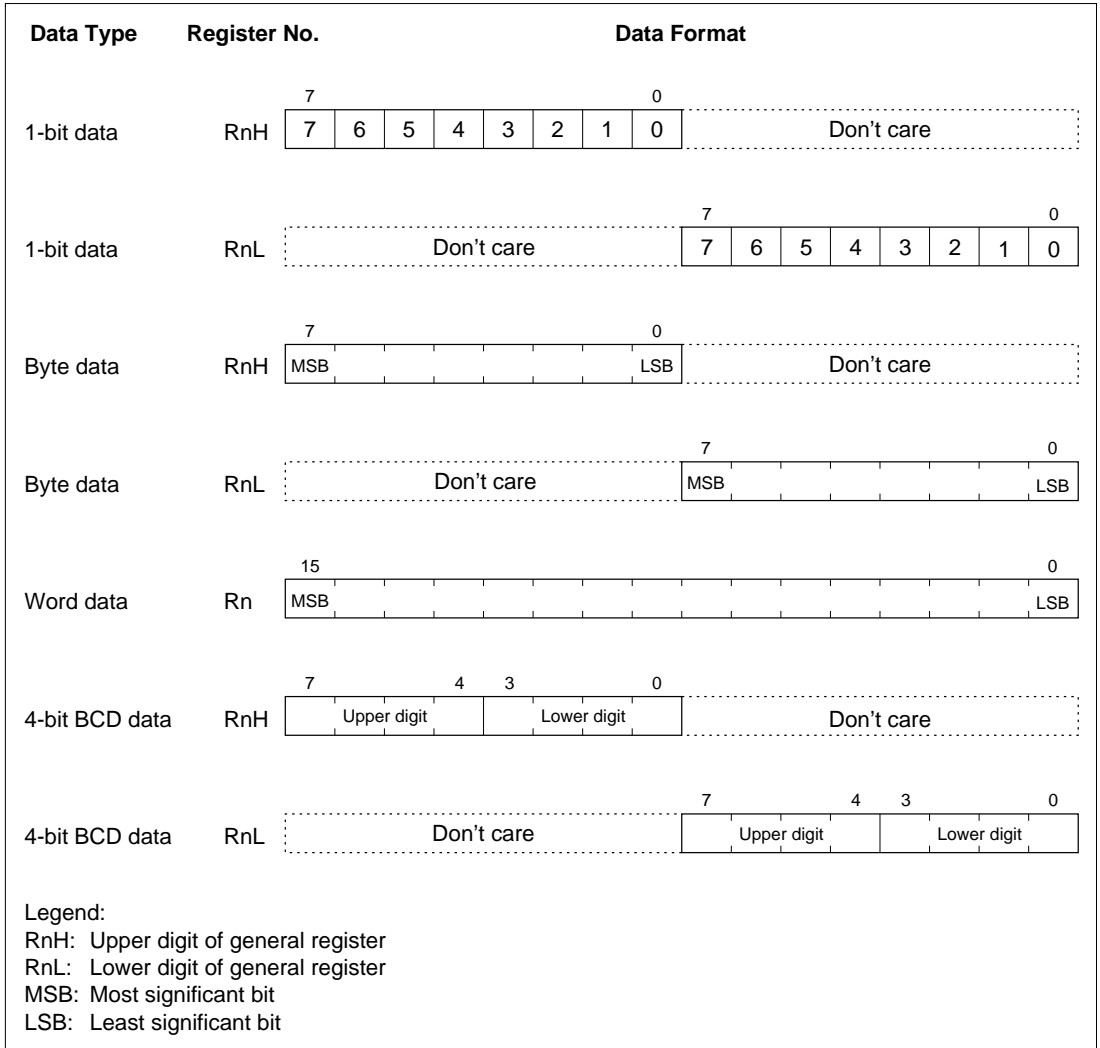 Data Type Register No. Data Format
7 0
1-bit data RnH 7 6 5 4 3 2 1 0 Don't care
7 0
1-bit data RnL Don't care 7 6 5 4 3 2 1 0
7 0
Byte data RnH MSB LSB Don't care
7 0
Byte data RnL Don't care MSB LSB
15 0
Word data Rn MSB LSB
7 4 3 0
4-bit BCD data RnH Upper digit Lower digit Don't care
7 4 3 0
4-bit BCD data RnL Don't care Upper digit Lower digit
Legend:
RnH: Upper digit of general register
RnL: Lower digit of general register
MSB: Most significant bit
LSB: Least significant bit